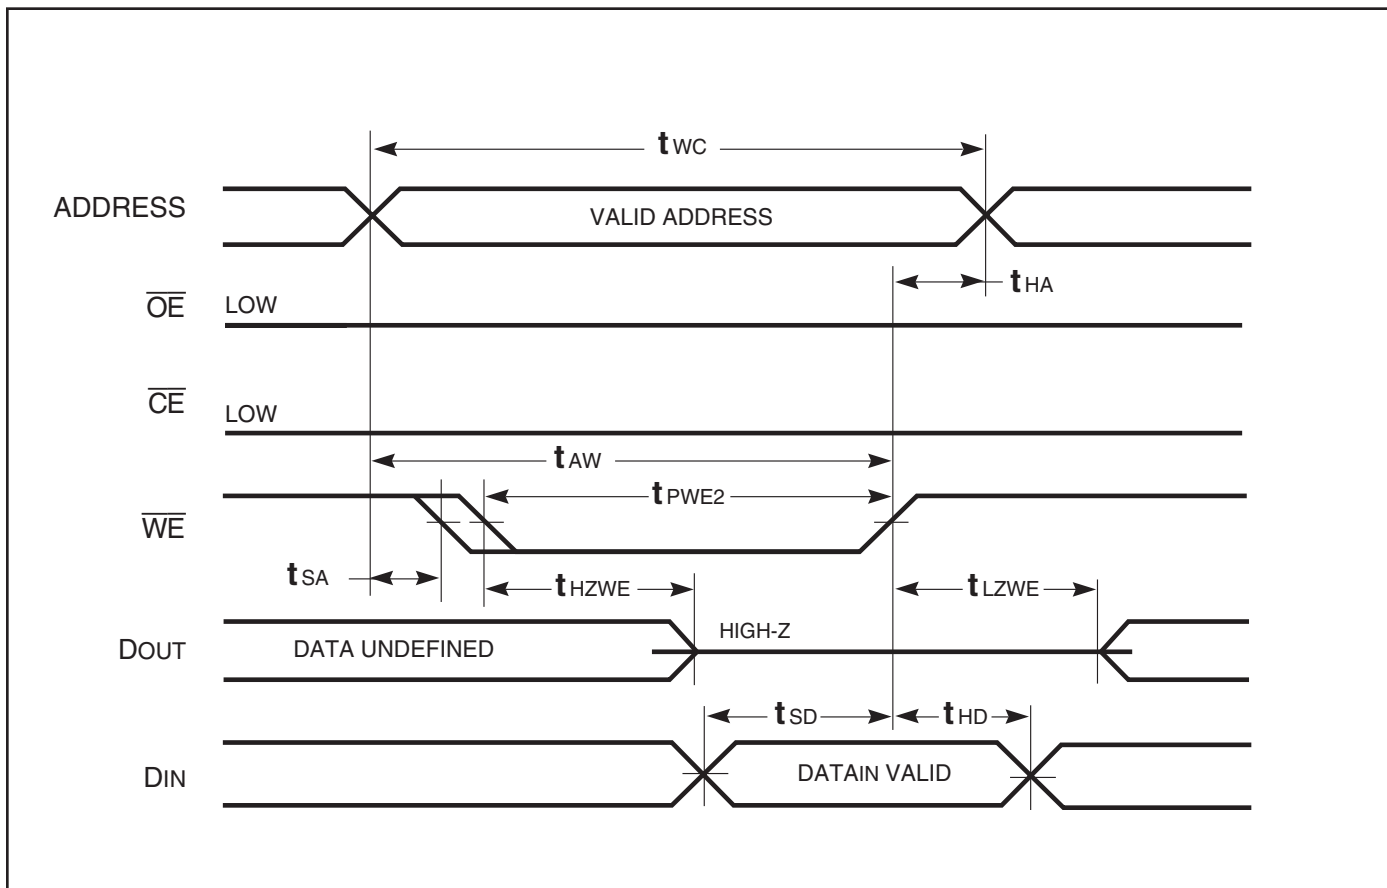 tWC
ADDRESS
VALID ADDRESS
tHA
OE
LOW
CE
LOW
tAW
tPWE2
WE
tSA
tHZWE
tLZWE
DOUT
DATA UNDEFINED
HIGH-Z
tSD
tHD
DIN
DATAIN VALID